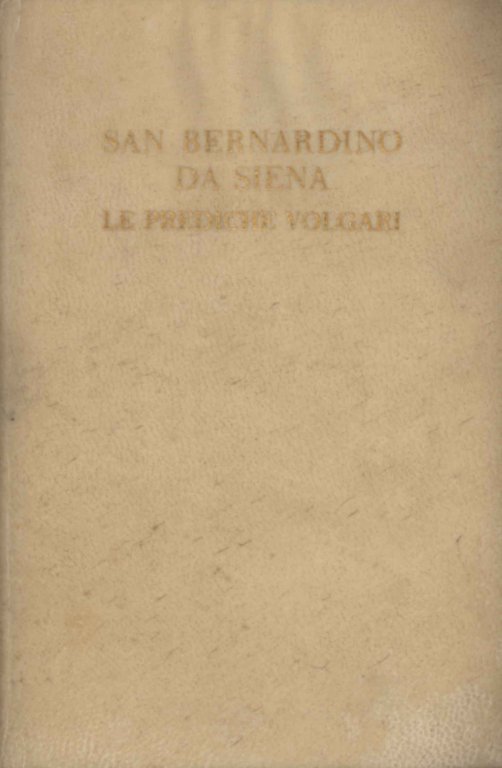 SAN BERNARDINO
DA SIENA
LE PREDICHE VOLGARI